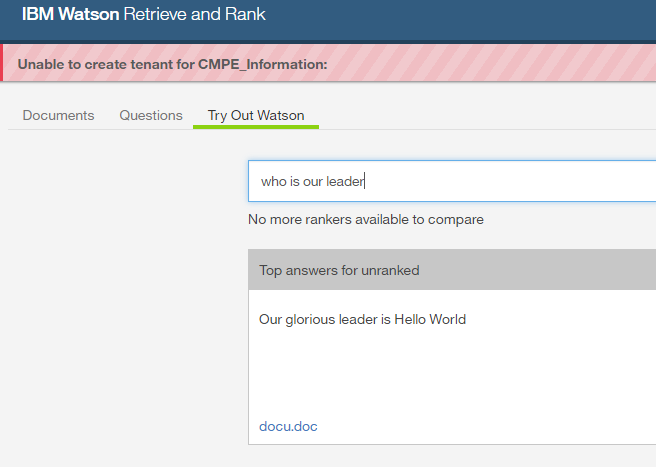 IBM Watson Retrieve and Rank
Unable to create tenant for CMPE_Information:
Documents Questions Try Out Watson
who is our leader
No more rankers available to compare
Top answers for unranked
Our glorious leader is Hello World
docu.doc